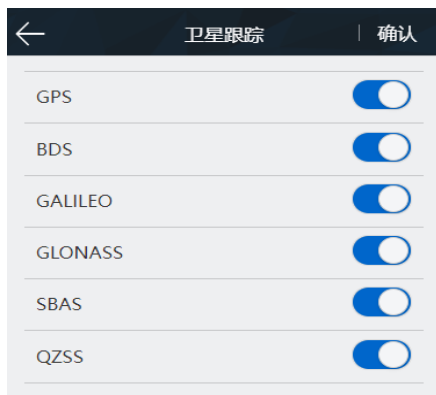 卫星跟踪
确认
GPS
BDS
GALILEO
GLONASS
SBAS
QZSS